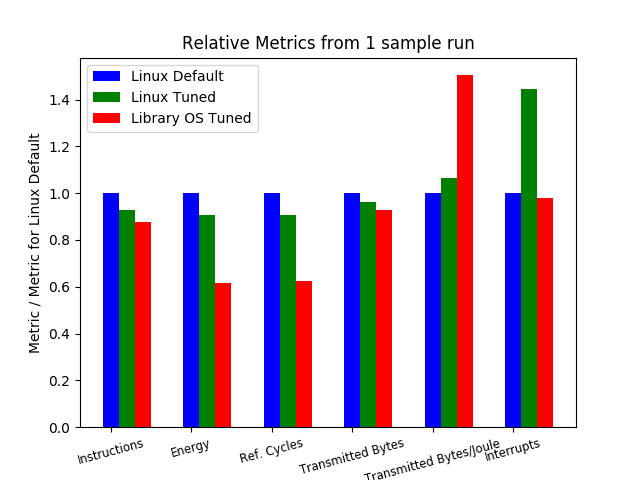 Relative Metrics from 1 sample run
Linux Default
Linux Tuned
Library OS Tuned
Metric / Metric for Linux Default
1.4
1.2
1.0
0.8
0.6
0.4
0.2
0.0
Instructions
Energy
Ref. Cycles
Transmitted Bytes
Transmitted Bytes/Joule
Interrupts